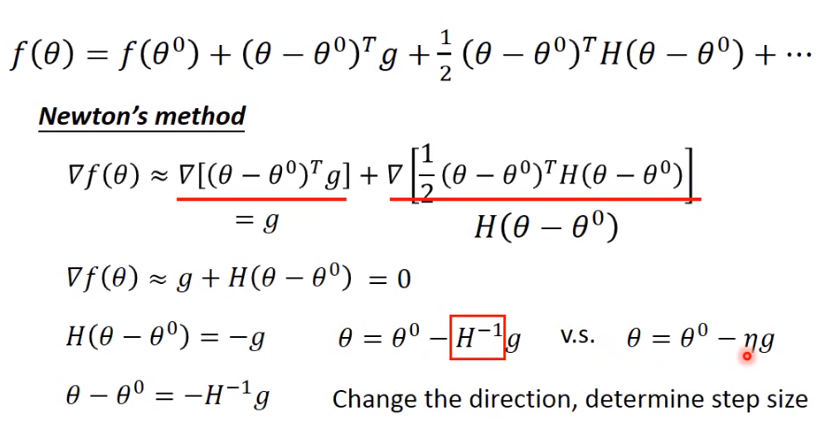 f(θ) = f(θ⁰) + (θ − θ⁰)ᵀg + 1/2 (θ − θ⁰)ᵀH(θ − θ⁰) + ⋯
Newton's method
∇f(θ) ≈ ∇[(θ − θ⁰)ᵀg] + ∇[1/2 (θ − θ⁰)ᵀH(θ − θ⁰)]
= g H(θ − θ⁰)
∇f(θ) ≈ g + H(θ − θ⁰) = 0
H(θ − θ⁰) = −g θ = θ⁰ − H⁻¹g v.s. θ = θ⁰ − ηg
θ − θ⁰ = −H⁻¹g Change the direction, determine step size